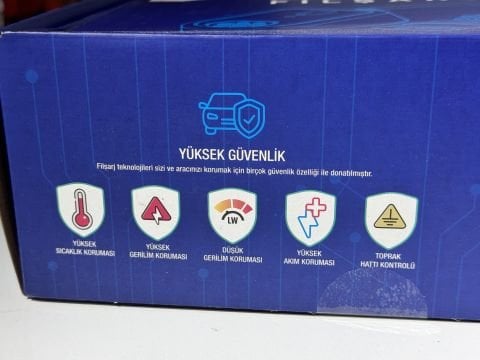 YÜKSEK GÜVENLİK
Filşarj teknolojileri sizi ve aracınızı korumak için birçok güvenlik özelliği ile donatılmıştır.
YÜKSEK
SICAKLIK KORUMASI
YÜKSEK
GERİLİM KORUMASI
LW
DÜŞÜK
GERİLİM KORUMASI
YÜKSEK
AKIM KORUMASI
TOPRAK
HATTI KONTROLÜ